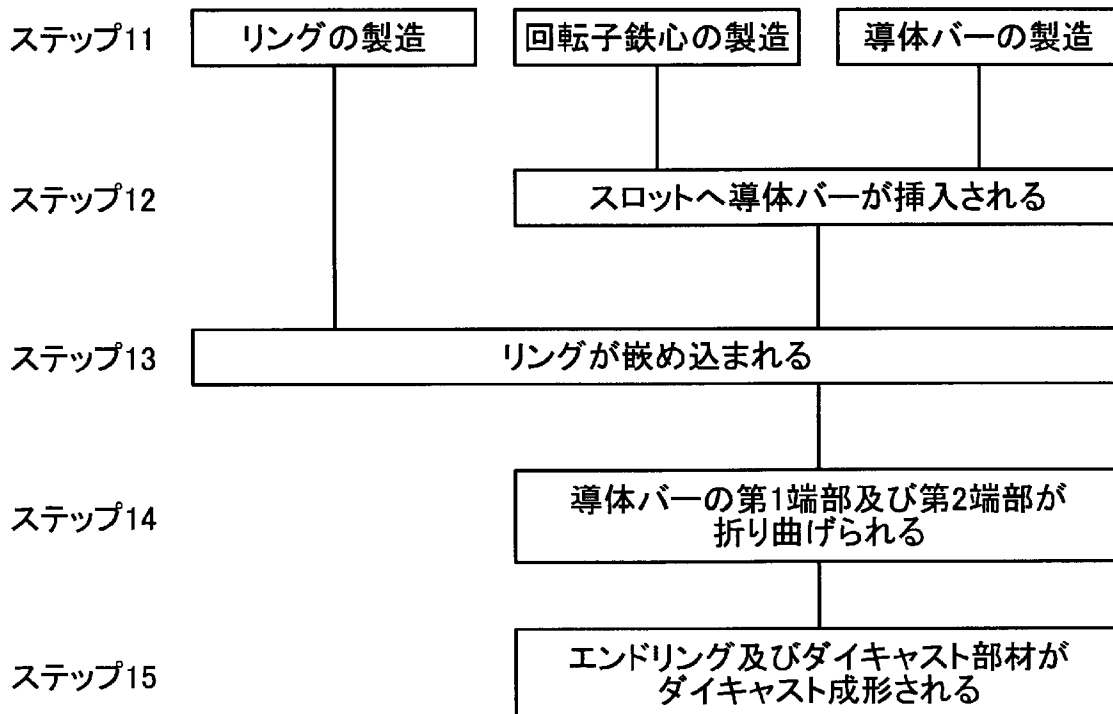 ステップ11
リングの製造
回転子鉄心の製造
導体バーの製造
ステップ12
スロットへ導体バーが挿入される
ステップ13
リングが嵌め込まれる
ステップ14
導体バーの第1端部及び第2端部が
折り曲げられる
ステップ15
エンドリング及びダイキャスト部材が
ダイキャスト成形される